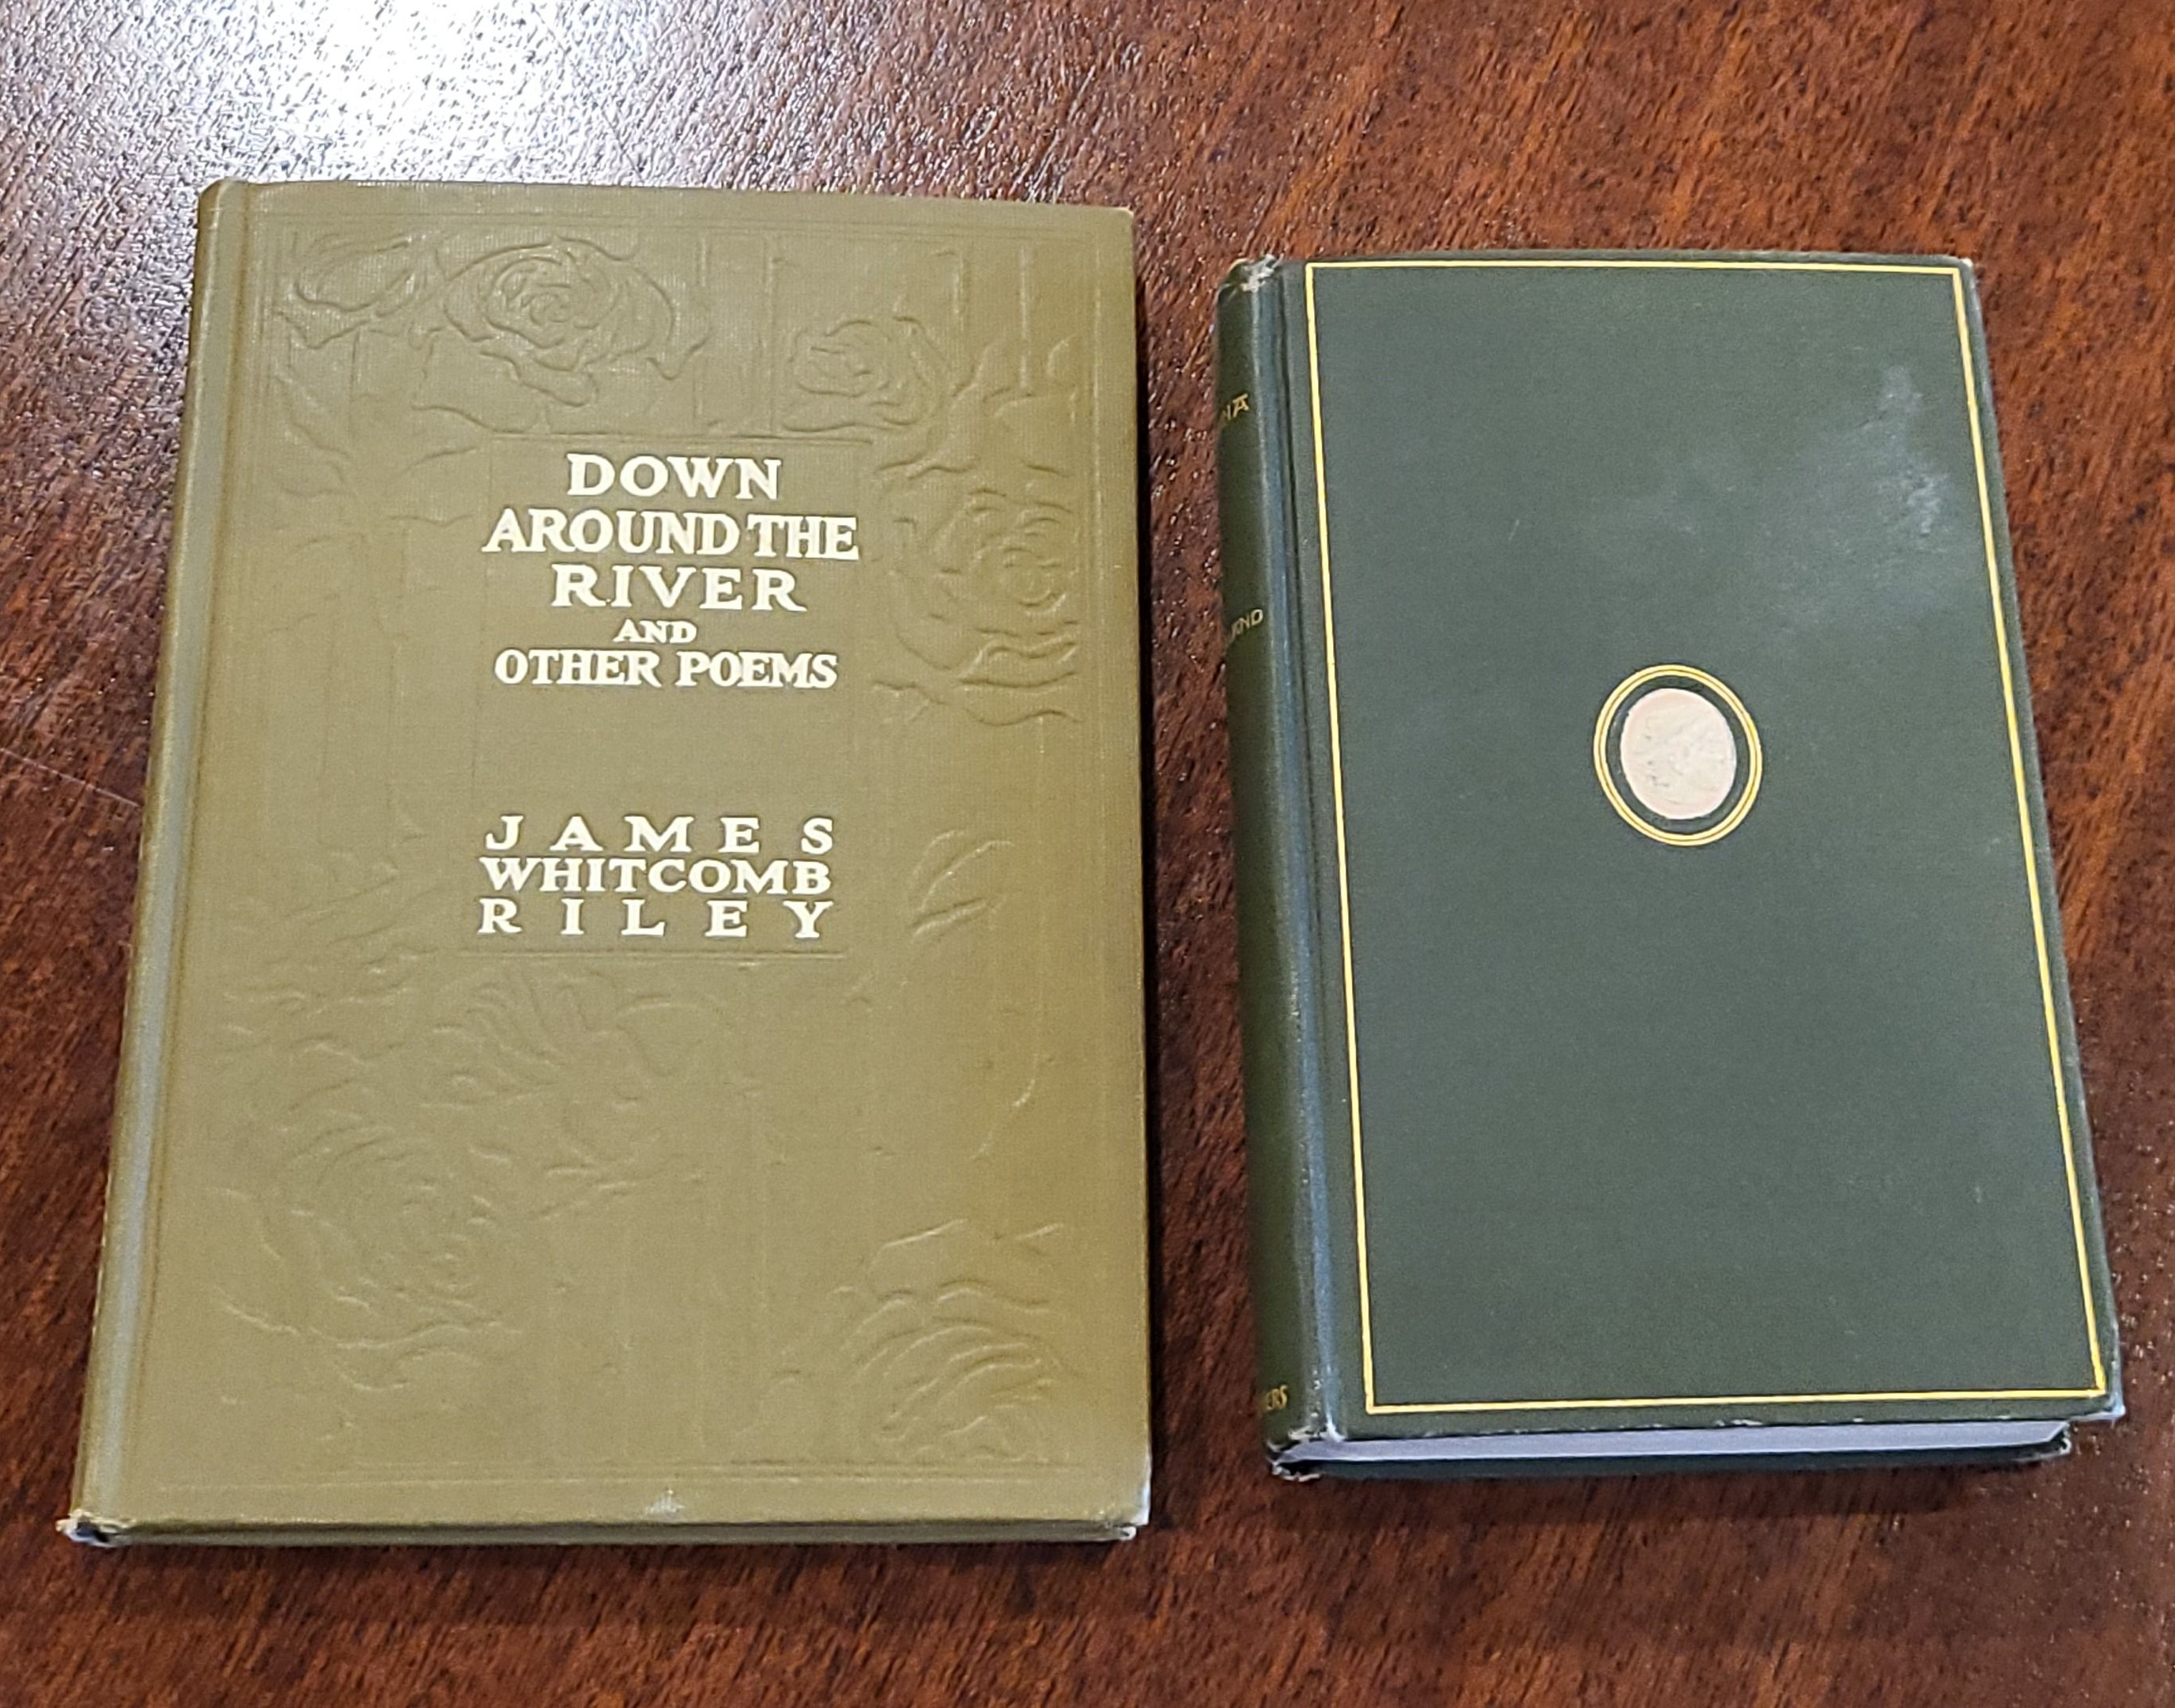 DOWN
AROUND THE
RIVER
AND
OTHER POEMS
JAMES
WHITCOMB
RILEY